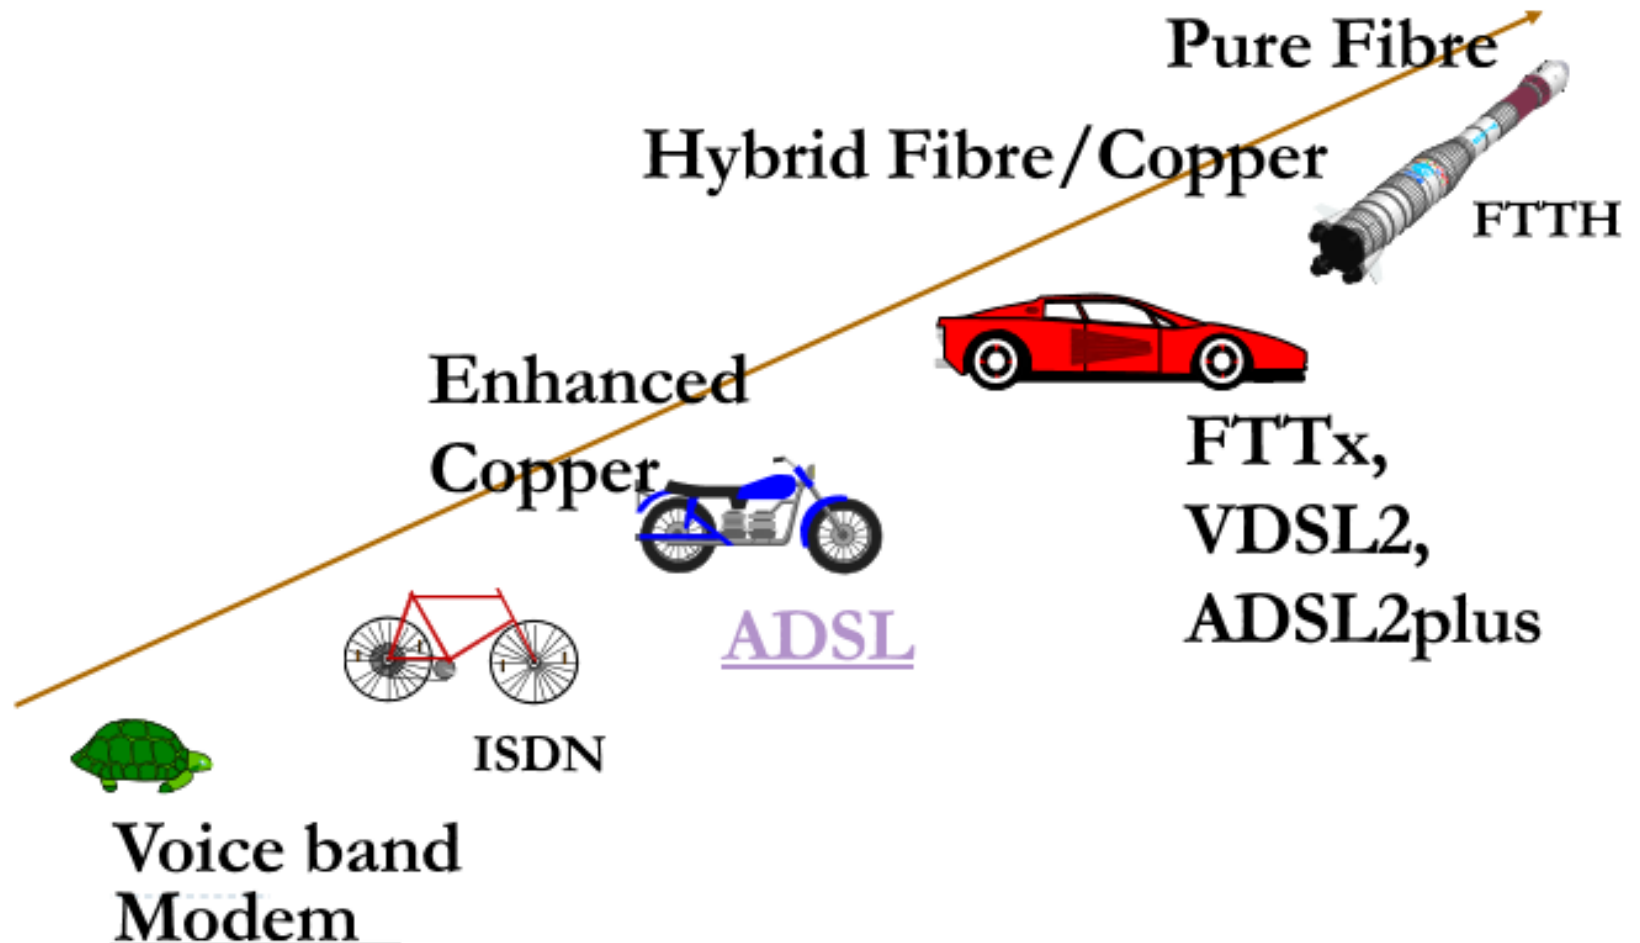 Pure Fibre
Hybrid Fibre/Copper
FTTH
Enhanced
Copper
FTTx,
VDSL2,
ADSL2plus
ADSL
ISDN
Voice band
Modem